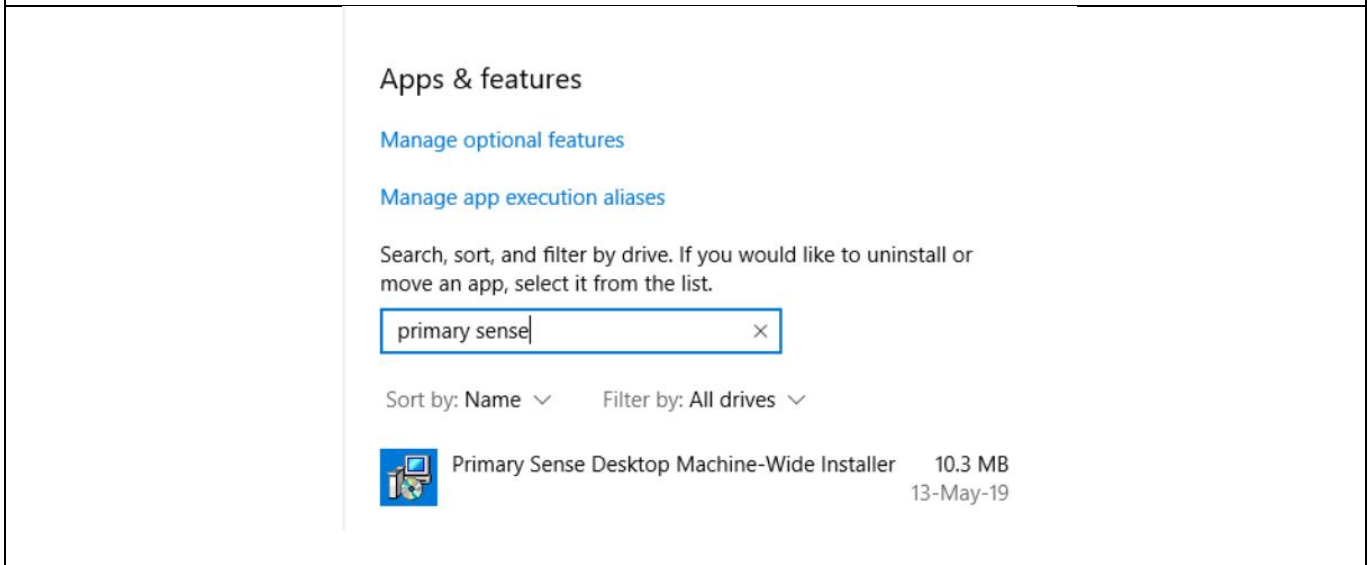 Apps & features
Manage optional features
Manage app execution aliases
Search, sort, and filter by drive. If you would like to uninstall or
move an app, select it from the list.
primary sense
Sort by: Name Filter by: All drives
Primary Sense Desktop Machine-Wide Installer 10.3 MB
13-May-19